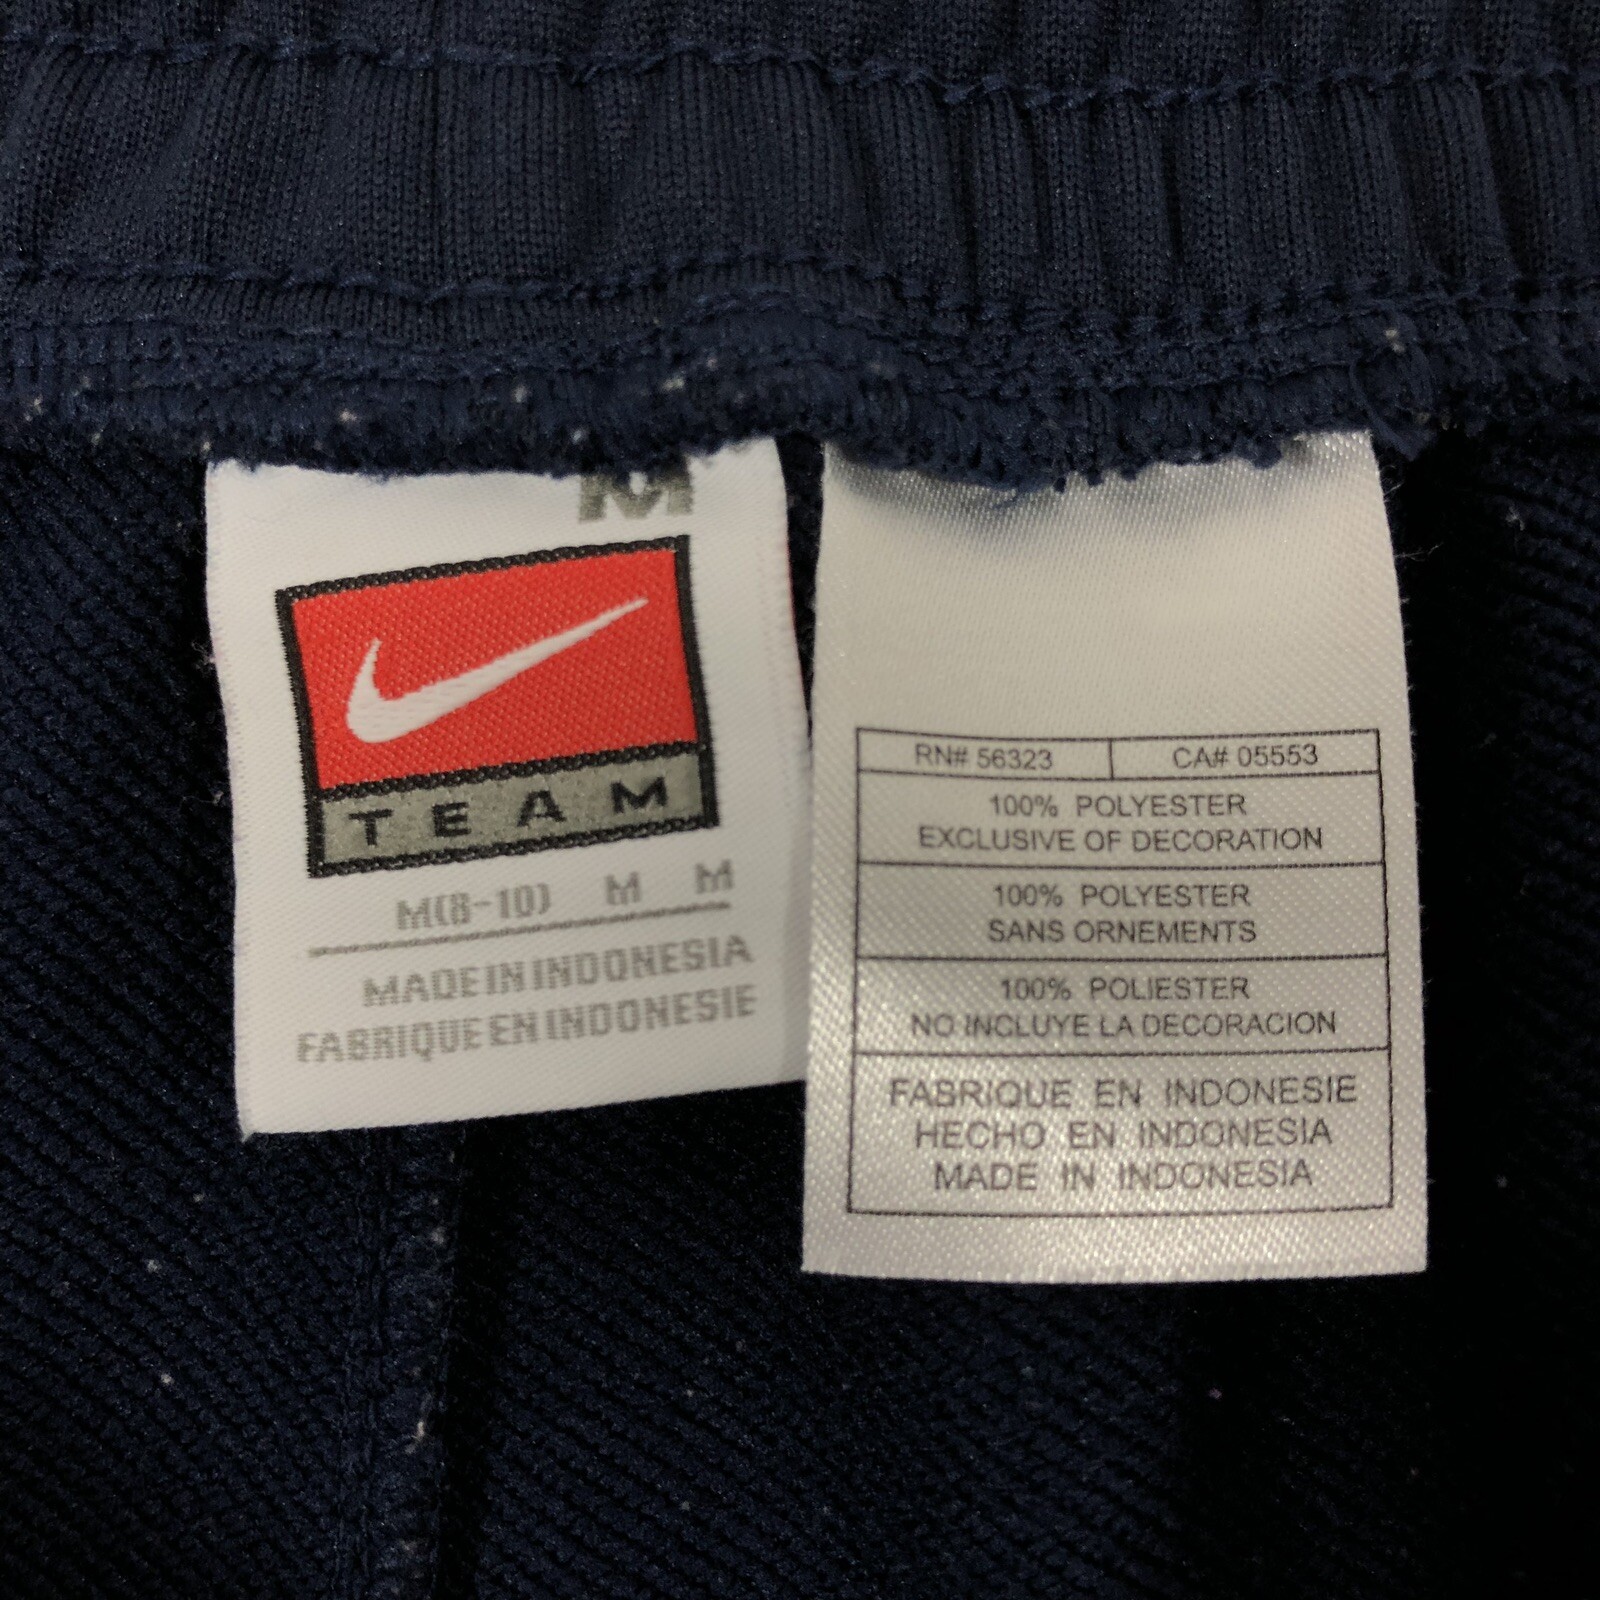 M
TEAM
M(8-10) M M
MADE IN INDONESIA
FABRIQUE EN INDONESIE
RN# 56323 CA# 05553
100% POLYESTER
EXCLUSIVE OF DECORATION
100% POLYESTER
SANS ORNEMENTS
100% POLIESTER
NO INCLUYE LA DECORACION
FABRIQUE EN INDONESIE
HECHO EN INDONESIA
MADE IN INDONESIA